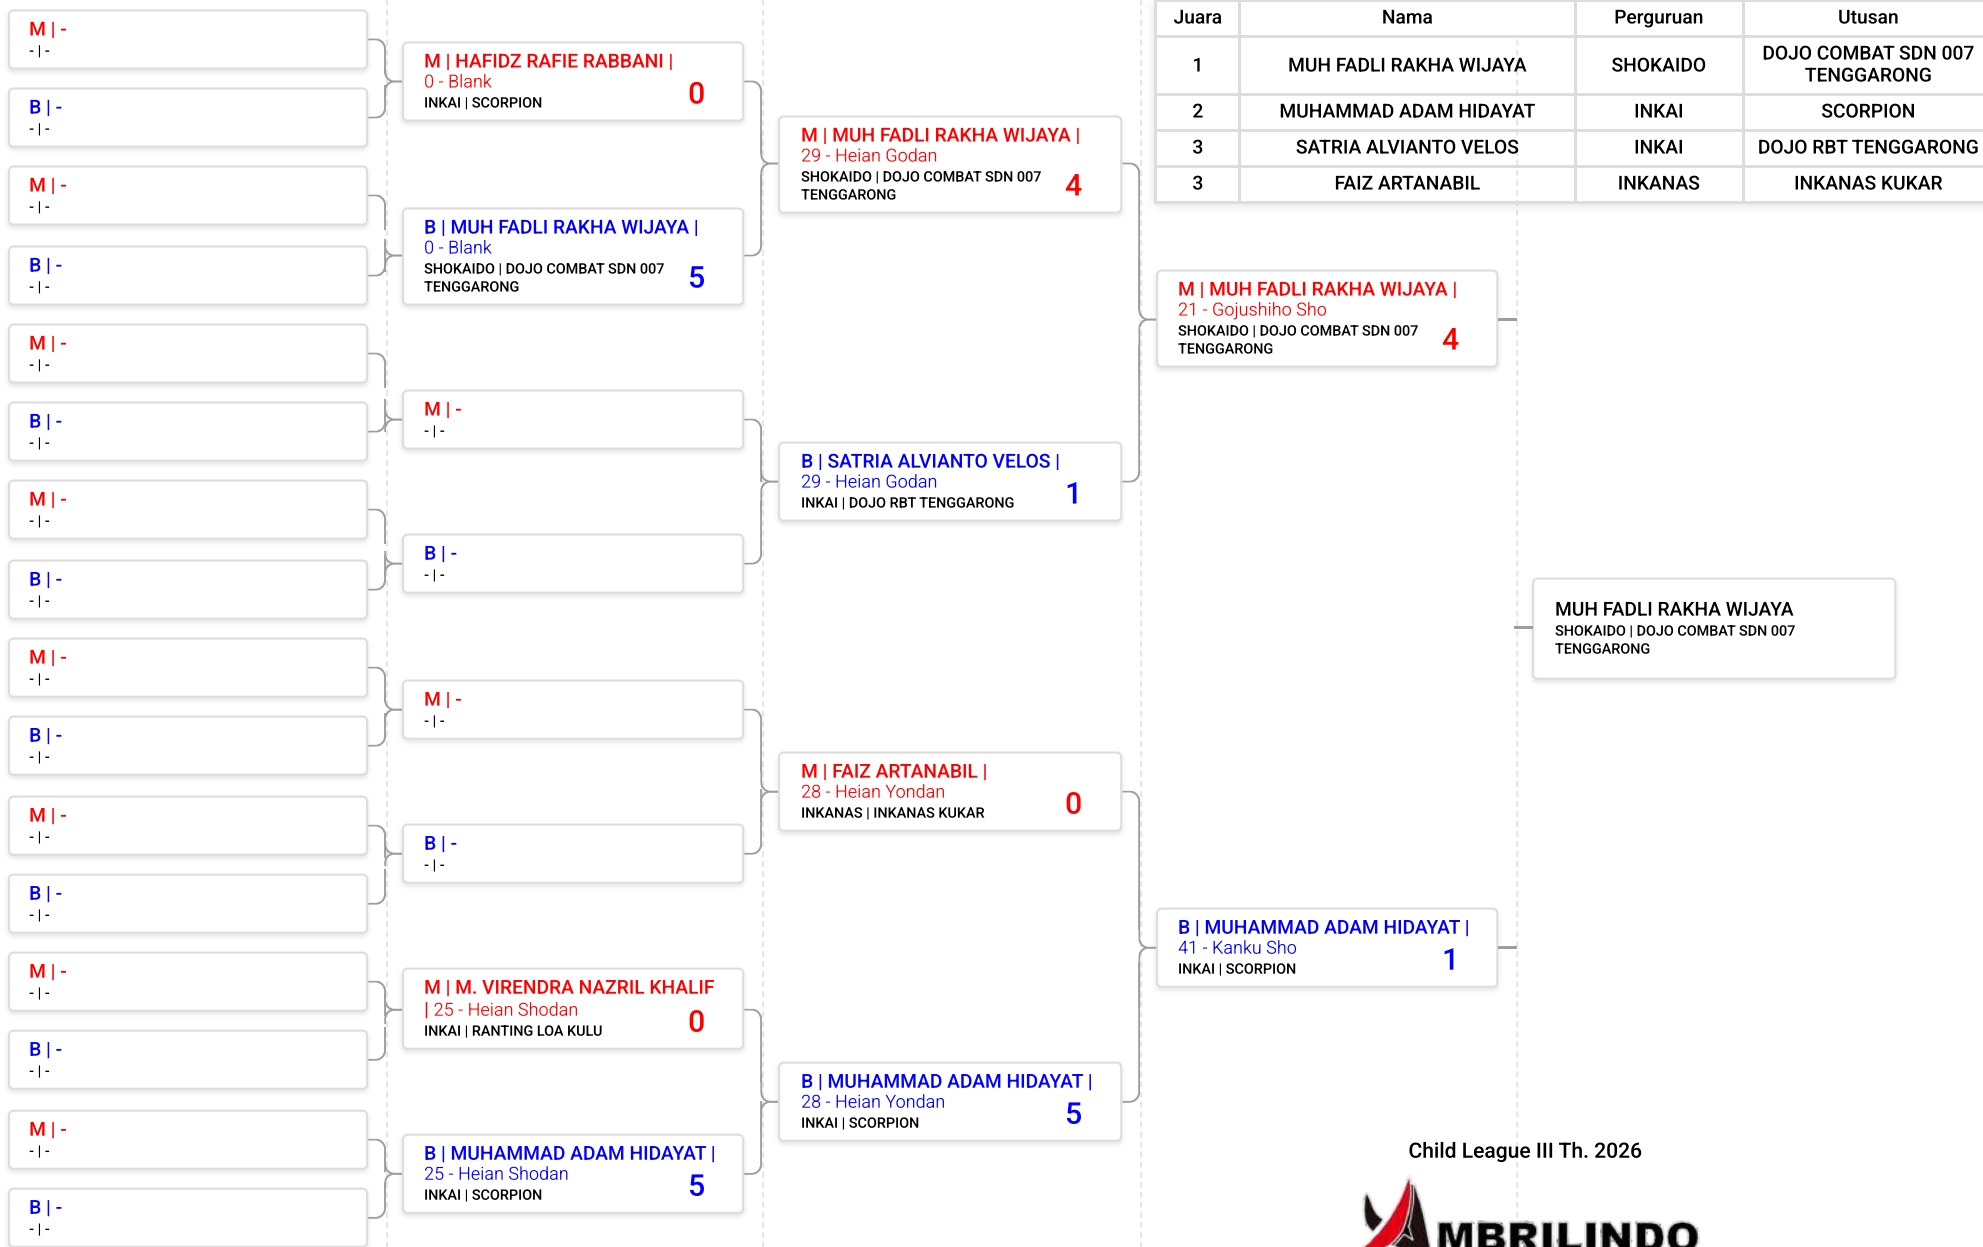 M | -
- | -
B | -
- | -
M | -
- | -
B | -
- | -
M | -
- | -
B | -
- | -
M | -
- | -
B | -
- | -
M | -
- | -
B | -
- | -
M | -
- | -
B | -
- | -
M | -
- | -
B | -
- | -
M | -
- | -
B | -
- | -
M | HAFIDZ RAFIE RABBANI |
0 - Blank
INKAI | SCORPION
0
B | MUH FADLI RAKHA WIJAYA |
0 - Blank
SHOKAIDO | DOJO COMBAT SDN 007
TENGGARONG
5
M | -
- | -
B | -
- | -
M | -
- | -
B | -
- | -
M | M. VIRENDRA NAZRIL KHALIF
| 25 - Heian Shodan
INKAI | RANTING LOA KULU
0
B | MUHAMMAD ADAM HIDAYAT |
25 - Heian Shodan
INKAI | SCORPION
5
M | MUH FADLI RAKHA WIJAYA |
29 - Heian Godan
SHOKAIDO | DOJO COMBAT SDN 007
TENGGARONG
4
B | SATRIA ALVIANTO VELOS |
29 - Heian Godan
INKAI | DOJO RBT TENGGARONG
1
M | FAIZ ARTANABIL |
28 - Heian Yondan
INKANAS | INKANAS KUKAR
0
B | MUHAMMAD ADAM HIDAYAT |
28 - Heian Yondan
INKAI | SCORPION
5
M | MUH FADLI RAKHA WIJAYA |
21 - Gojushiho Sho
SHOKAIDO | DOJO COMBAT SDN 007
TENGGARONG
4
B | MUHAMMAD ADAM HIDAYAT |
41 - Kanku Sho
INKAI | SCORPION
1
MUH FADLI RAKHA WIJAYA
SHOKAIDO | DOJO COMBAT SDN 007
TENGGARONG
Juara Nama Perguruan Utusan
1 MUH FADLI RAKHA WIJAYA SHOKAIDO DOJO COMBAT SDN 007
TENGGARONG
2 MUHAMMAD ADAM HIDAYAT INKAI SCORPION
3 SATRIA ALVIANTO VELOS INKAI DOJO RBT TENGGARONG
3 FAIZ ARTANABIL INKANAS INKANAS KUKAR
Child League III Th. 2026
MBRILINDO